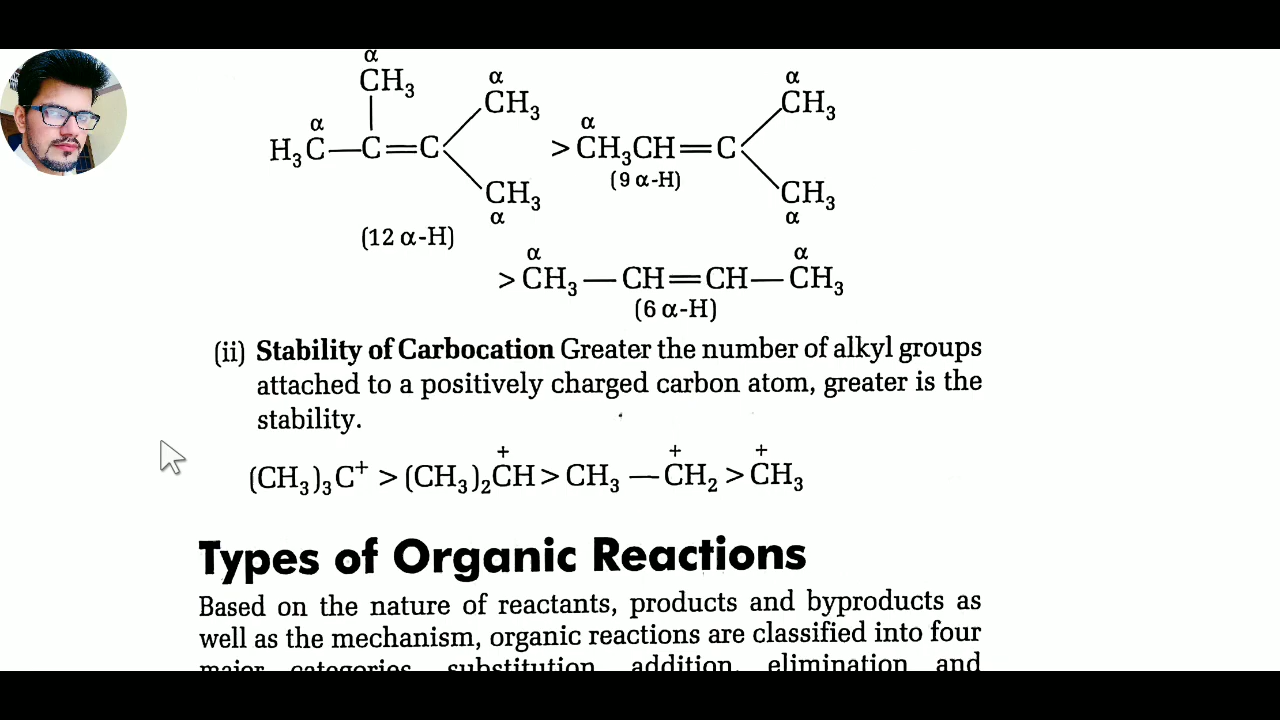 α
CH₃
α
CH₃
α
CH₃
α
H₃C—C=C
α
> CH₃CH=C
(9 α-H)
CH₃
α
CH₃
α
(12 α-H)
α
α
> CH₃—CH=CH—CH₃
(6 α-H)
(ii) Stability of Carbocation Greater the number of alkyl groups
attached to a positively charged carbon atom, greater is the
stability.
+ + +
(CH₃)₃C⁺ > (CH₃)₂CH > CH₃—CH₂ > CH₃
Types of Organic Reactions
Based on the nature of reactants, products and byproducts as
well as the mechanism, organic reactions are classified into four
major categories substitution, addition, elimination and